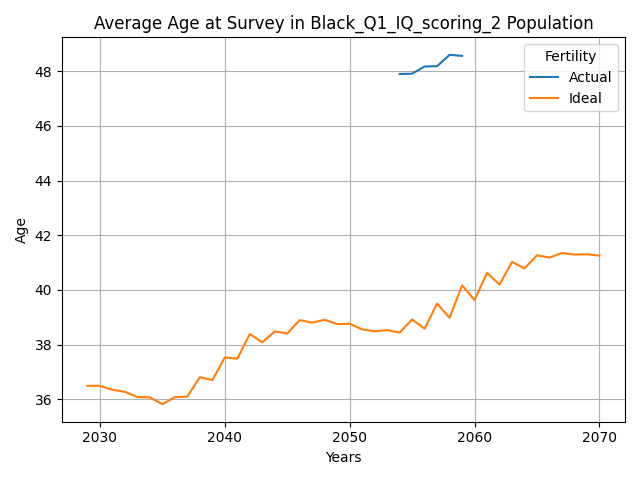 Average Age at Survey in Black_Q1_IQ_scoring_2 Population
Fertility
Actual
Ideal
48
46
44
42
40
38
36
Age
2030 2040 2050 2060 2070
Years